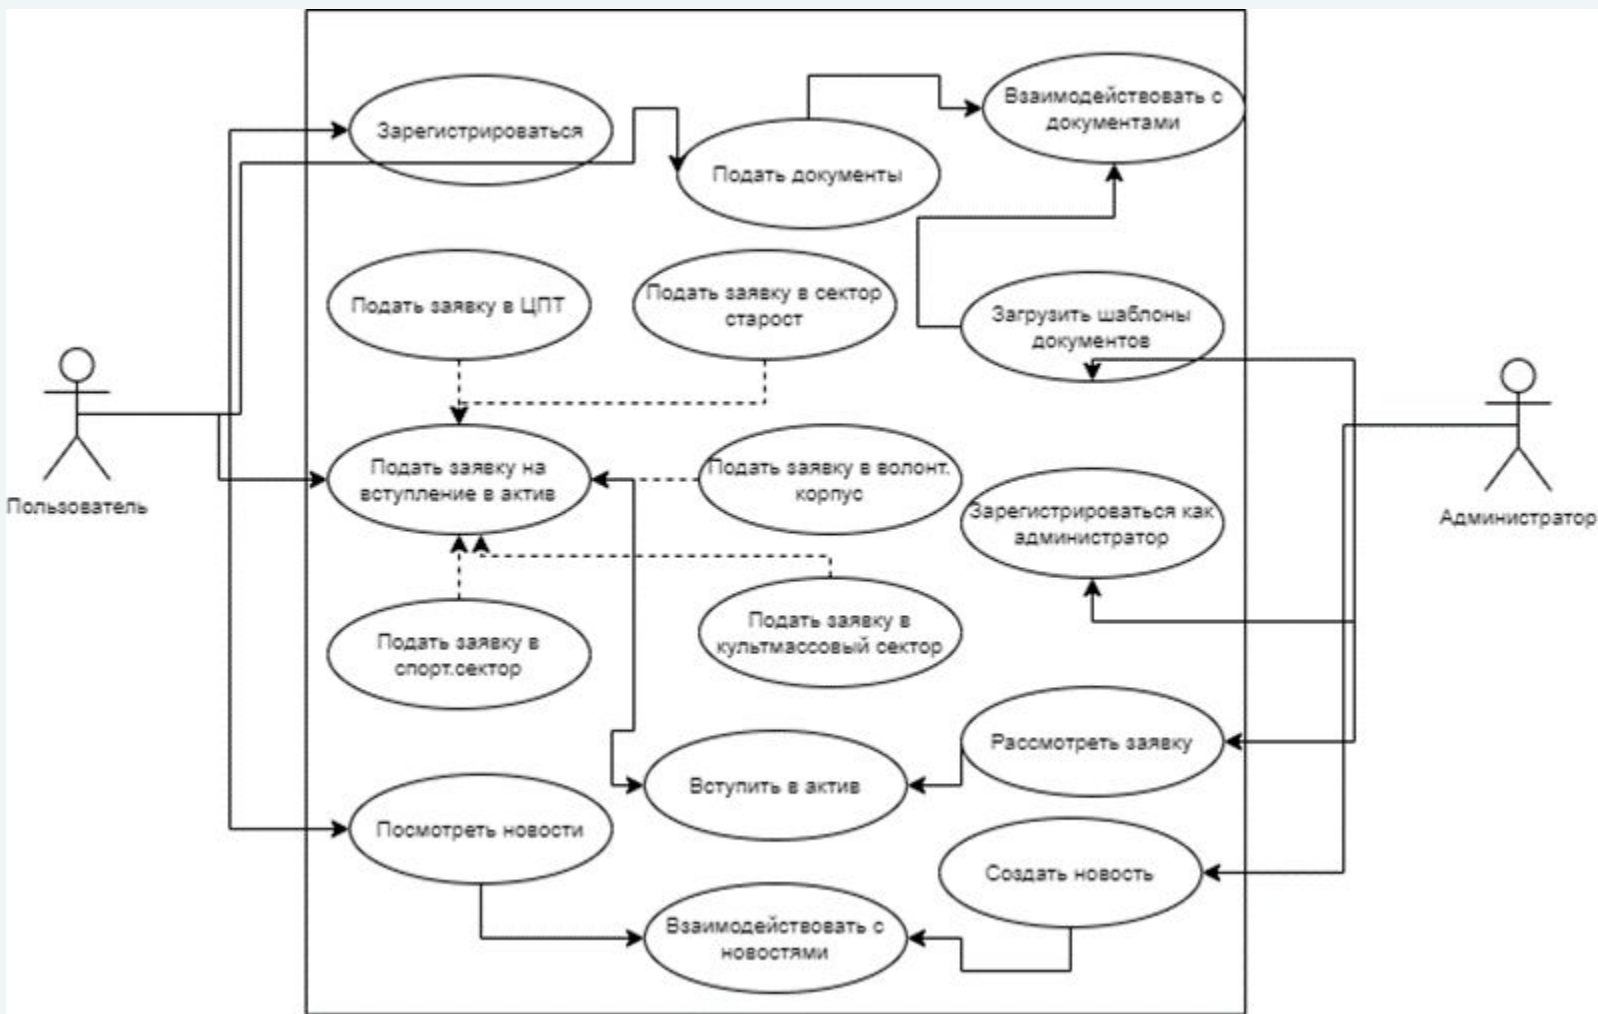 Взаимодействовать с
документами
Зарегистрироваться
Подать документы
Подать заявку в ЦПТ
Подать заявку в сектор
старост
Загрузить шаблоны
документов
Пользователь
Подать заявку на
вступление в актив
Подать заявку в волонт.
корпус
Зарегистрироваться как
администратор
Администратор
Подать заявку в
спорт.сектор
Подать заявку в
культмассовый сектор
Рассмотреть заявку
Вступить в актив
Посмотреть новости
Создать новость
Взаимодействовать с
новостями